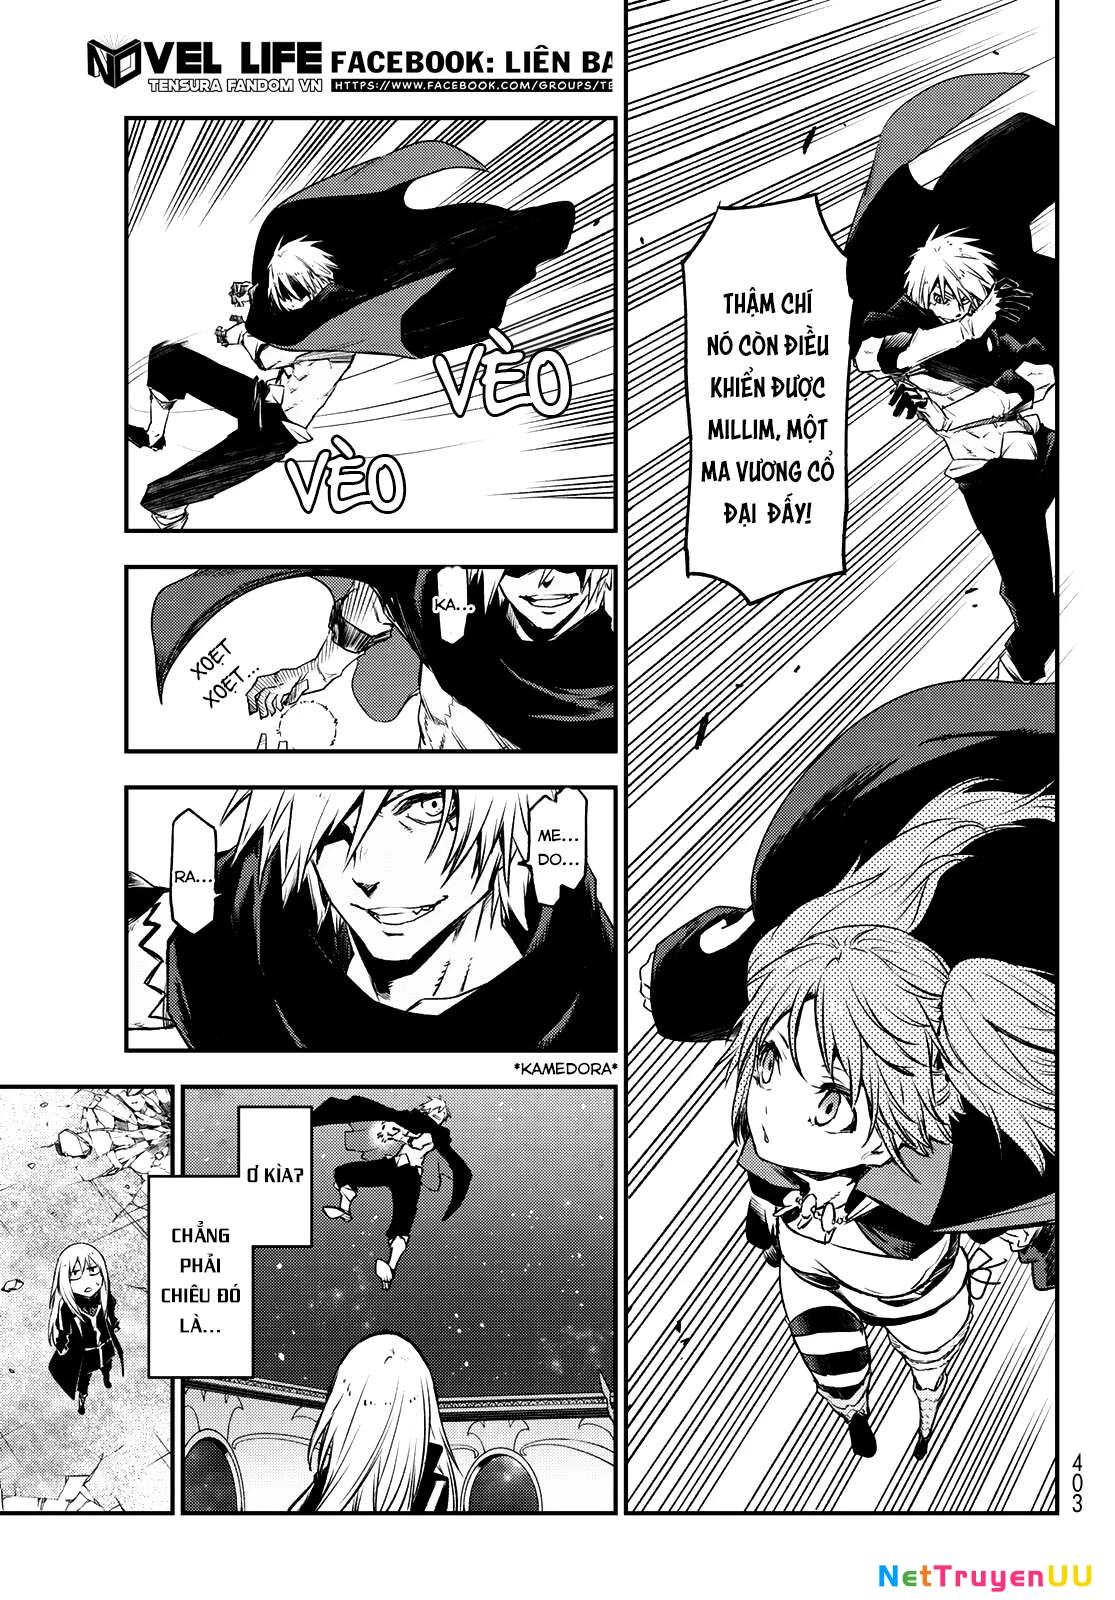 NOVEL LIFE
TENSURA FANDOM VN
FACEBOOK: LIÊN BA
HTTPS://WWW.FACEBOOK.COM/GROUPS/TE
THẬM CHÍ
NÓ CÒN ĐIỀU
KHIỂN ĐƯỢC
MILLIM, MỘT
MA VƯƠNG CỔ
ĐẠI ĐẤY!
VÈO
VÈO
KA...
XOẸT
XOẸT...
ME...
DO...
RA...
*KAMEDORA*
Ơ KÌA?
CHẲNG
PHẢI
CHIÊU ĐÓ
LÀ...
403
NetTruyenUU